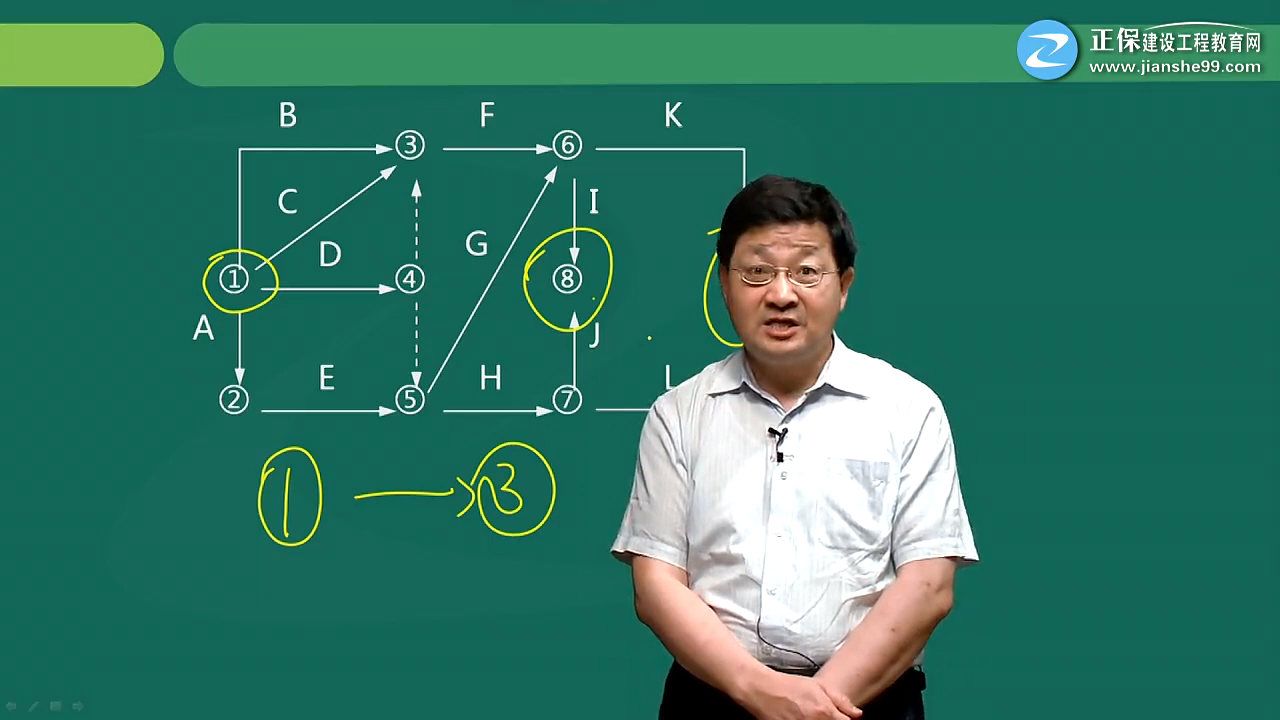 正保建设工程教育网
www.jianshe99.com
B F K
③ ⑥
C I
D G
① ④ ⑧
A J
E H L
② ⑤ ⑦
① ③